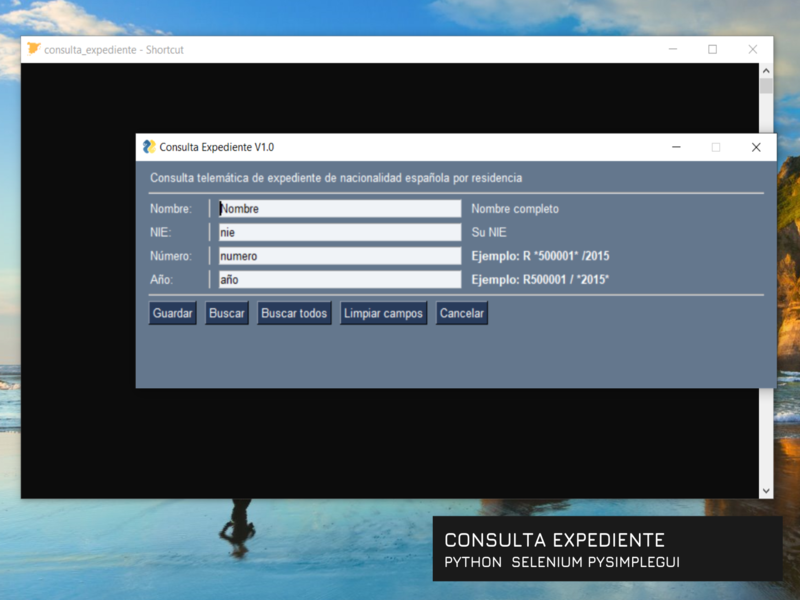 consulta_expediente - Shortcut
Consulta Expediente V1.0
Consulta telemática de expediente de nacionalidad española por residencia
Nombre: Nombre Nombre completo
NIE: nie Su NIE
Número: numero Ejemplo: R *500001* /2015
Año: año Ejemplo: R500001 / *2015*
Guardar Buscar Buscar todos Limpiar campos Cancelar
CONSULTA EXPEDIENTE
PYTHON SELENIUM PYSIMPLEGUI